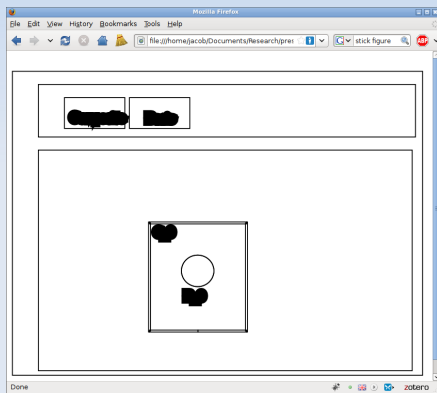 Mozilla Firefox
File Edit View History Bookmarks Tools Help
file:///home/jacob/Documents/Research/pres stick figure ABP
Done zotero